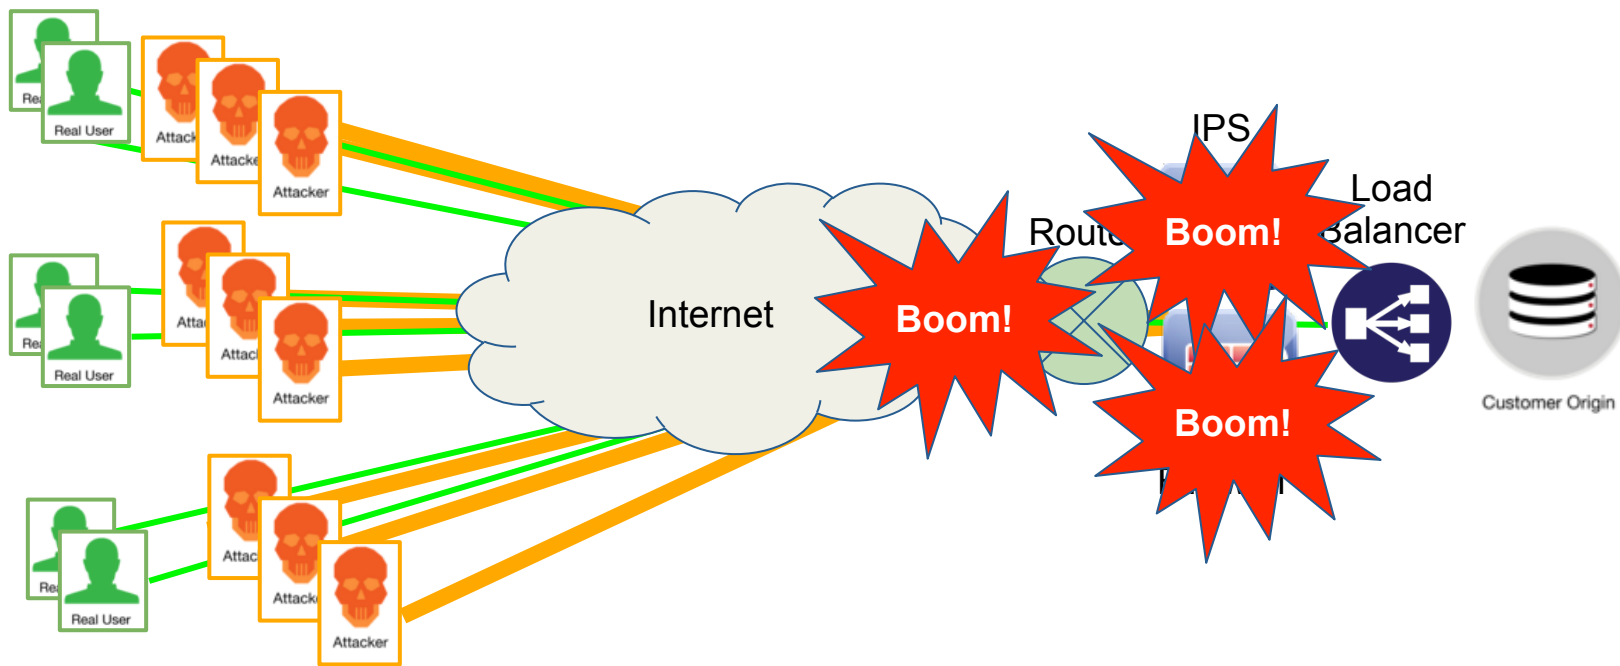 Real User
Attacker
Attacker
IPS
Load
Balancer
Boom!
Internet
Boom!
Real User
Attacker
Boom!
Customer Origin
Real User
Attacker